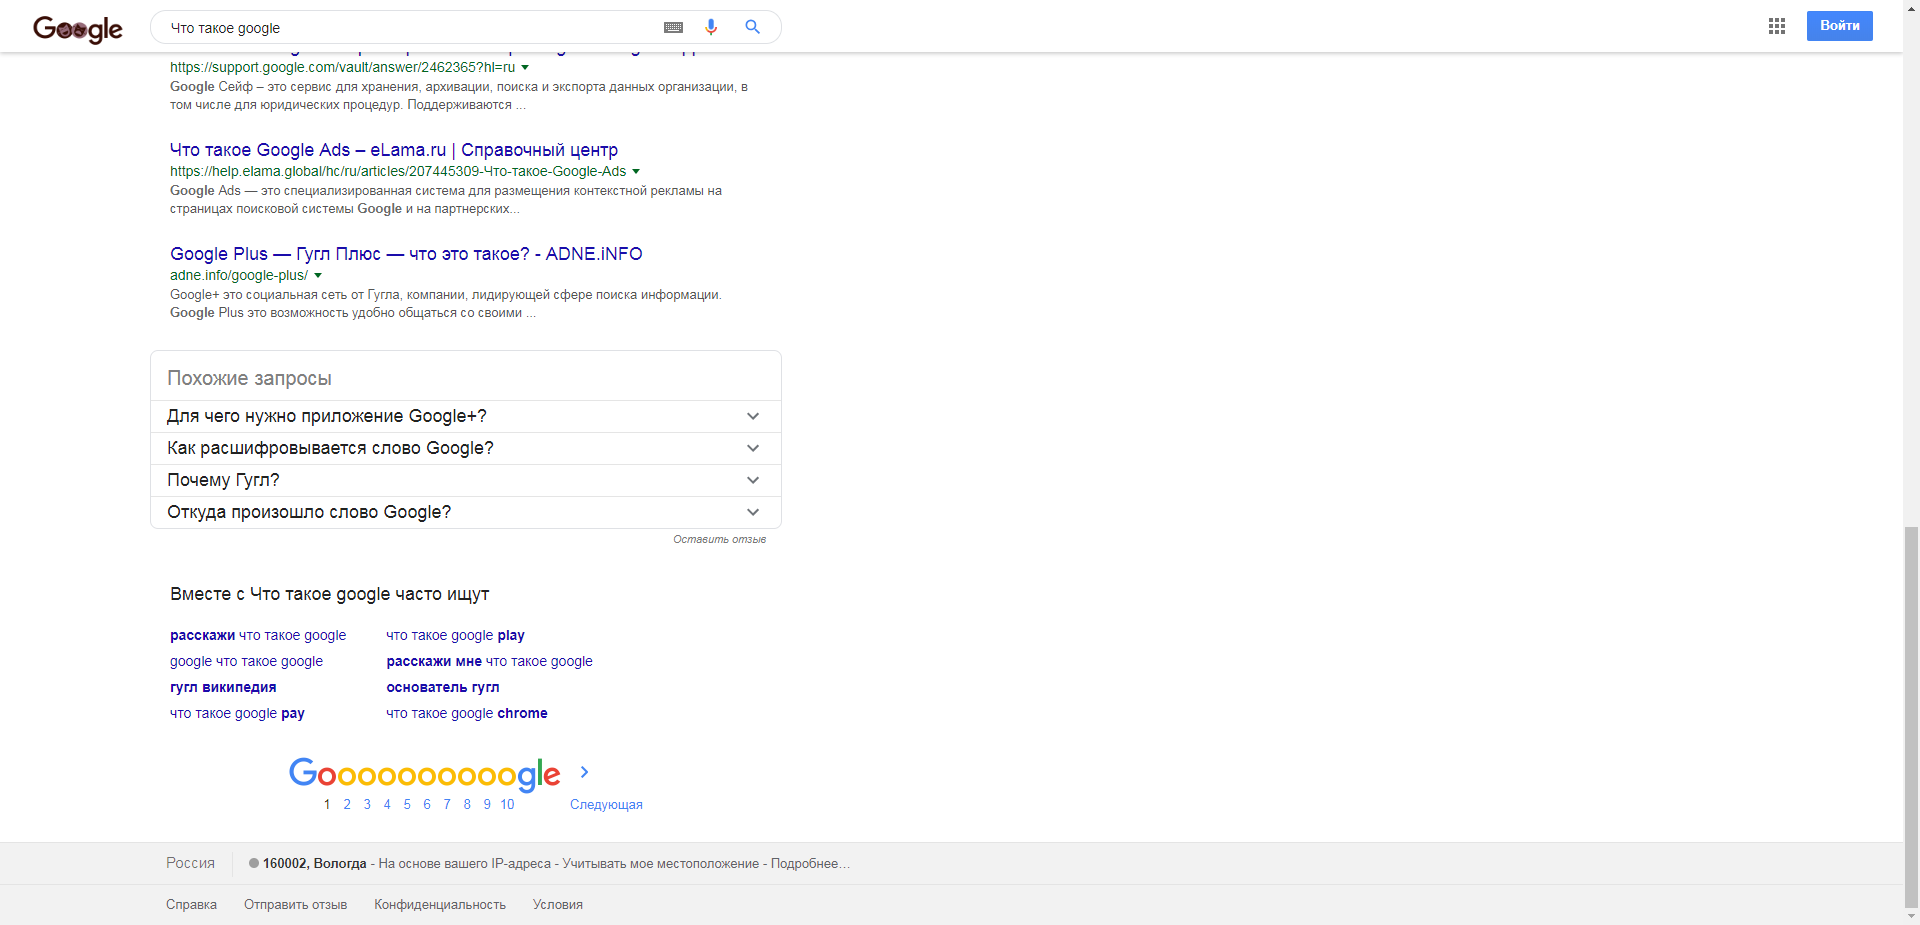 Google
Что такое google
Войти
https://support.google.com/vault/answer/2462365?hl=ru
Google Сейф – это сервис для хранения, архивации, поиска и экспорта данных организации, в
том числе для юридических процедур. Поддерживаются ...
Что такое Google Ads – eLama.ru | Справочный центр
https://help.elama.global/hc/ru/articles/207445309-Что-такое-Google-Ads
Google Ads — это специализированная система для размещения контекстной рекламы на
страницах поисковой системы Google и на партнерских...
Google Plus — Гугл Плюс — что это такое? - ADNE.iNFO
adne.info/google-plus/
Google+ это социальная сеть от Гугла, компании, лидирующей сфере поиска информации.
Google Plus это возможность удобно общаться со своими ...
Похожие запросы
Для чего нужно приложение Google+?
Как расшифровывается слово Google?
Почему Гугл?
Откуда произошло слово Google?
Оставить отзыв
Вместе с Что такое google часто ищут
расскажи что такое google
что такое google play
google что такое google
расскажи мне что такое google
гугл википедия
основатель гугл
что такое google pay
что такое google chrome
Goooooooooogle
1 2 3 4 5 6 7 8 9 10 Следующая
Россия
160002, Вологда - На основе вашего IP-адреса - Учитывать мое местоположение - Подробнее…
Справка Отправить отзыв Конфиденциальность Условия